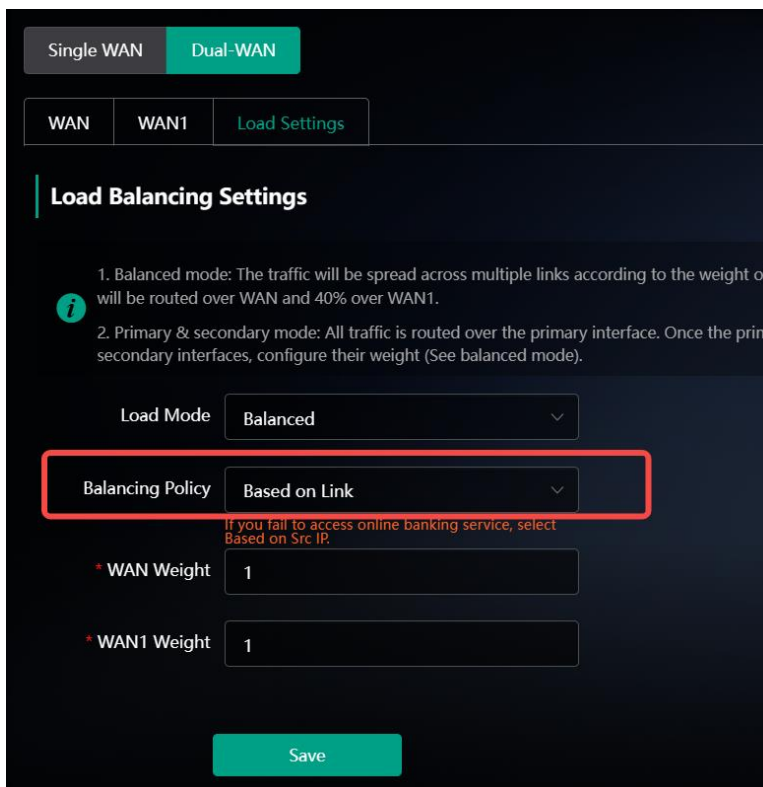 Single WAN Dual-WAN
WAN WAN1 Load Settings
Load Balancing Settings
1. Balanced mode: The traffic will be spread across multiple links according to the weight o
will be routed over WAN and 40% over WAN1.
2. Primary & secondary mode: All traffic is routed over the primary interface. Once the prin
secondary interfaces, configure their weight (See balanced mode).
Load Mode Balanced
Balancing Policy Based on Link
If you fail to access online banking service, select
Based on Src IP.
* WAN Weight 1
* WAN1 Weight 1
Save